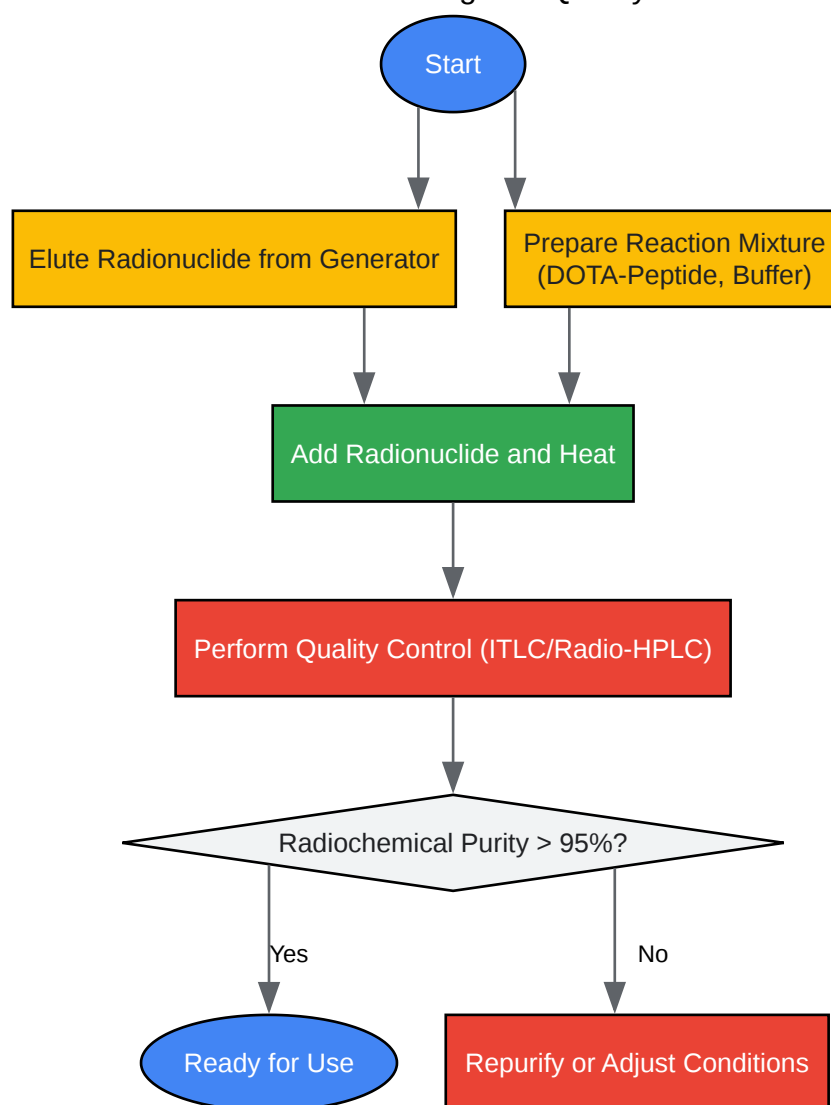 Start
Elute Radionuclide from Generator
Prepare Reaction Mixture
(DOTA-Peptide, Buffer)
Add Radionuclide and Heat
Perform Quality Control (ITLC/Radio-HPLC)
Radiochemical Purity > 95%?
Yes
No
Ready for Use
Repurify or Adjust Conditions